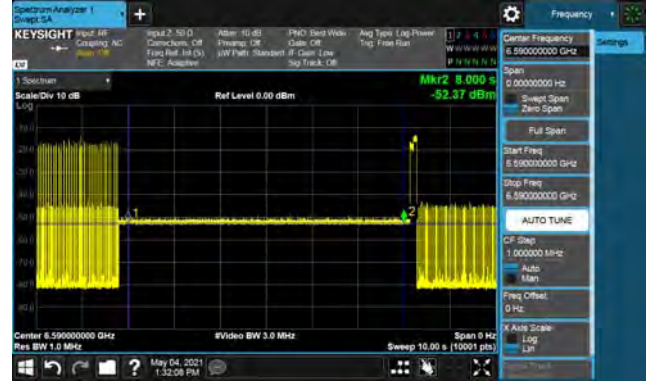 Spectrum Analyzer 1
Swept SA
+
Frequency
KEYSIGHT
Input: RF
Coupling: AC
Align: Off
Input Z: 50 Ω
Corrections: Off
Freq Ref: Int (S)
NFE: Adaptive
Atten: 10 dB
Preamp: Off
µW Path: Standard
PNO: Best Wide
Gate: Off
IF Gain: Low
Sig Track: Off
Avg Type: Log-Power
Trig: Free Run
Center Frequency
6.590000000 GHz
Settings
Span
0.00000000 Hz
Swept Span
Zero Span
Full Span
Start Freq
6.590000000 GHz
Stop Freq
6.590000000 GHz
AUTO TUNE
CF Step
1.000000 MHz
Auto
Man
Freq Offset
0 Hz
X Axis Scale
Log
Lin
1 Spectrum
Scale/Div 10 dB
Log
Ref Level 0.00 dBm
Mkr2 8.000 s
-52.37 dBm
1
2
Center 6.590000000 GHz
Res BW 1.0 MHz
#Video BW 3.0 MHz
Span 0 Hz
Sweep 10.00 s (10001 pts)
?
May 04, 2021
1:32:08 PM